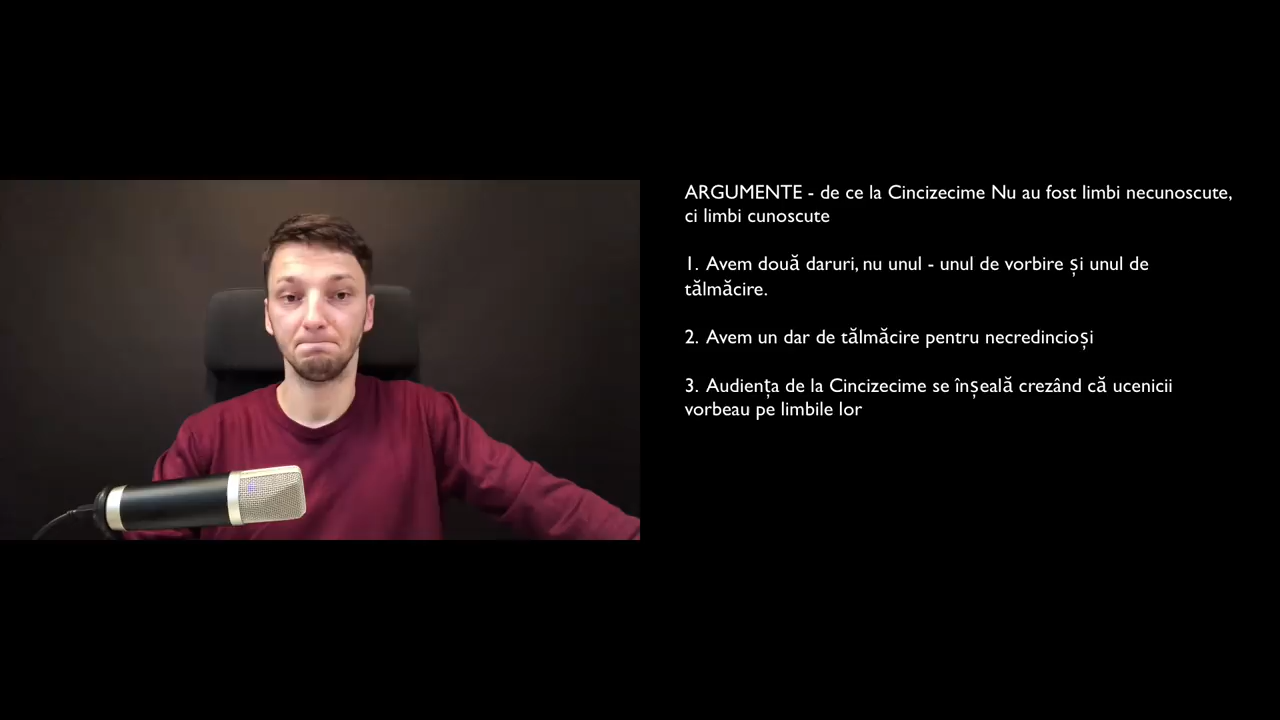 ARGUMENTE - de ce la Cincizecime Nu au fost limbi necunoscute,
ci limbi cunoscute
1. Avem două daruri, nu unul - unul de vorbire și unul de
tălmăcire.
2. Avem un dar de tălmăcire pentru necredincioși
3. Audiența de la Cincizecime se înșeală crezând că ucenicii
vorbeau pe limbile lor